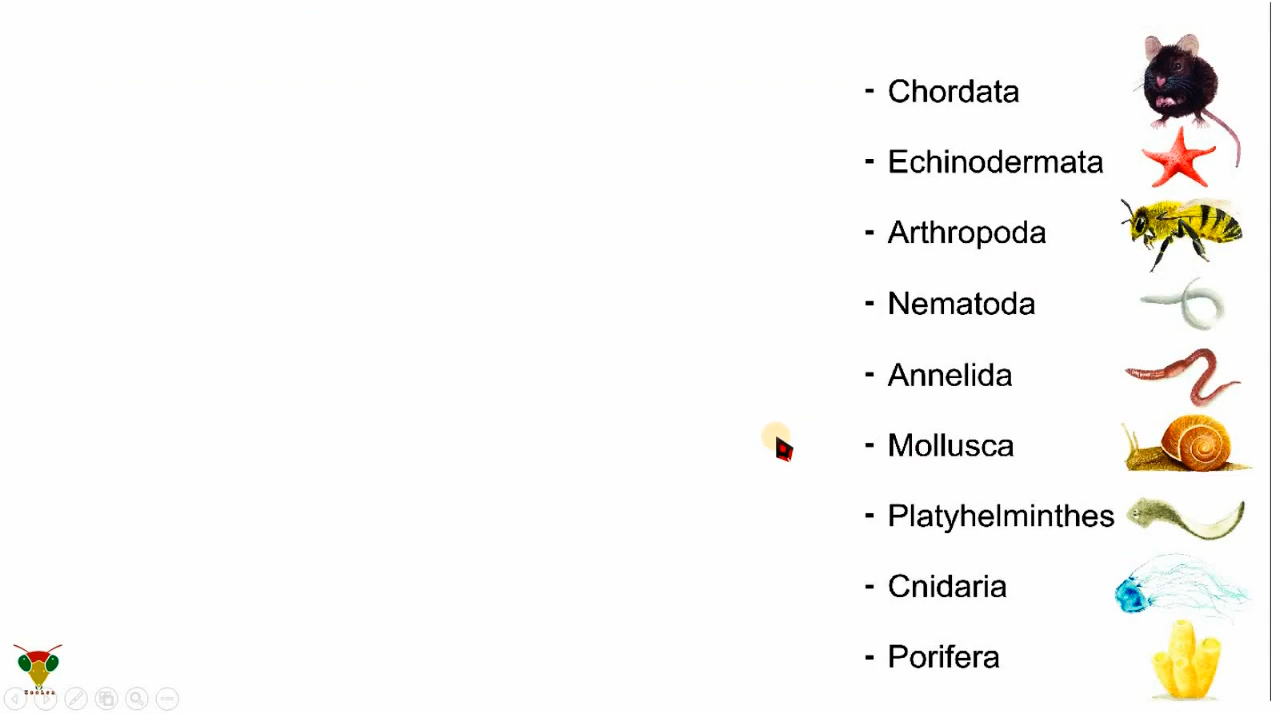 - Chordata
- Echinodermata
- Arthropoda
- Nematoda
- Annelida
- Mollusca
- Platyhelminthes
- Cnidaria
- Porifera